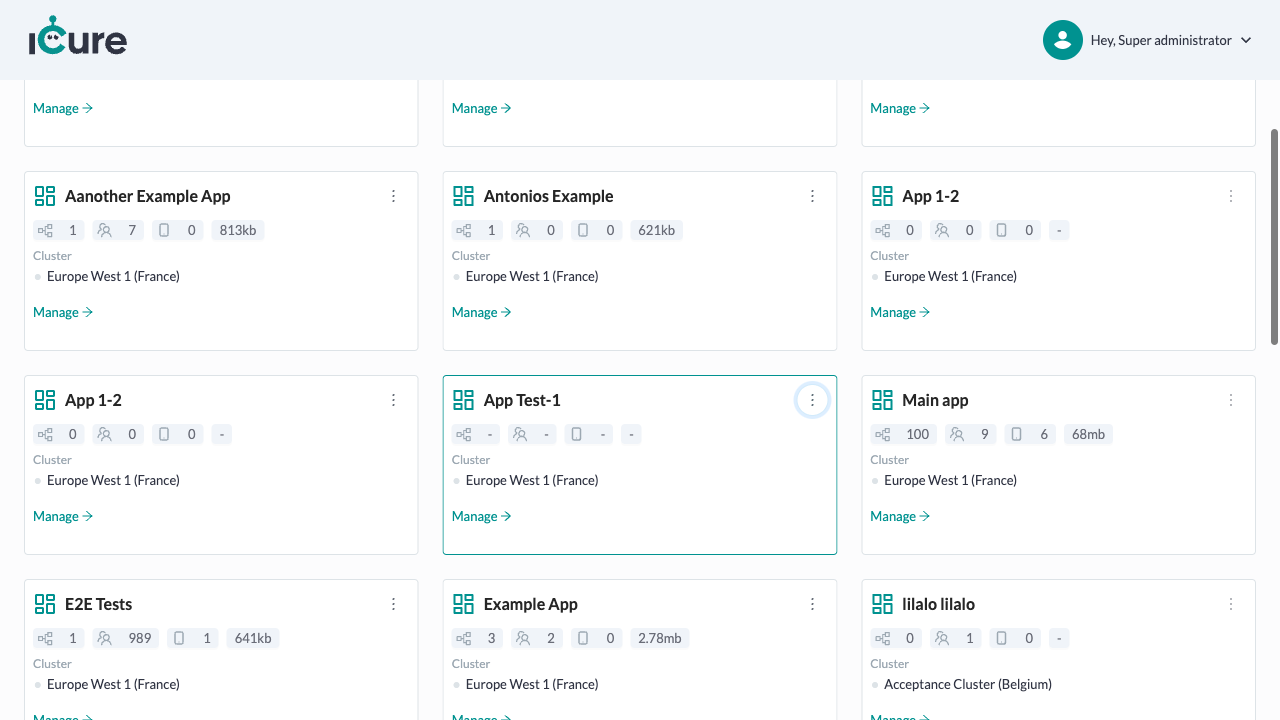 iCure
Hey, Super administrator
Manage
Manage
Manage
Aanother Example App
1 7 0 813kb
Cluster
Europe West 1 (France)
Manage
Antonios Example
1 0 0 621kb
Cluster
Europe West 1 (France)
Manage
App 1-2
0 0 0 -
Cluster
Europe West 1 (France)
Manage
App 1-2
0 0 0 -
Cluster
Europe West 1 (France)
Manage
App Test-1
- - - -
Cluster
Europe West 1 (France)
Manage
Main app
100 9 6 68mb
Cluster
Europe West 1 (France)
Manage
E2E Tests
1 989 1 641kb
Cluster
Europe West 1 (France)
Manage
Example App
3 2 0 2.78mb
Cluster
Europe West 1 (France)
Manage
lilalo lilalo
0 1 0 -
Cluster
Acceptance Cluster (Belgium)
Manage